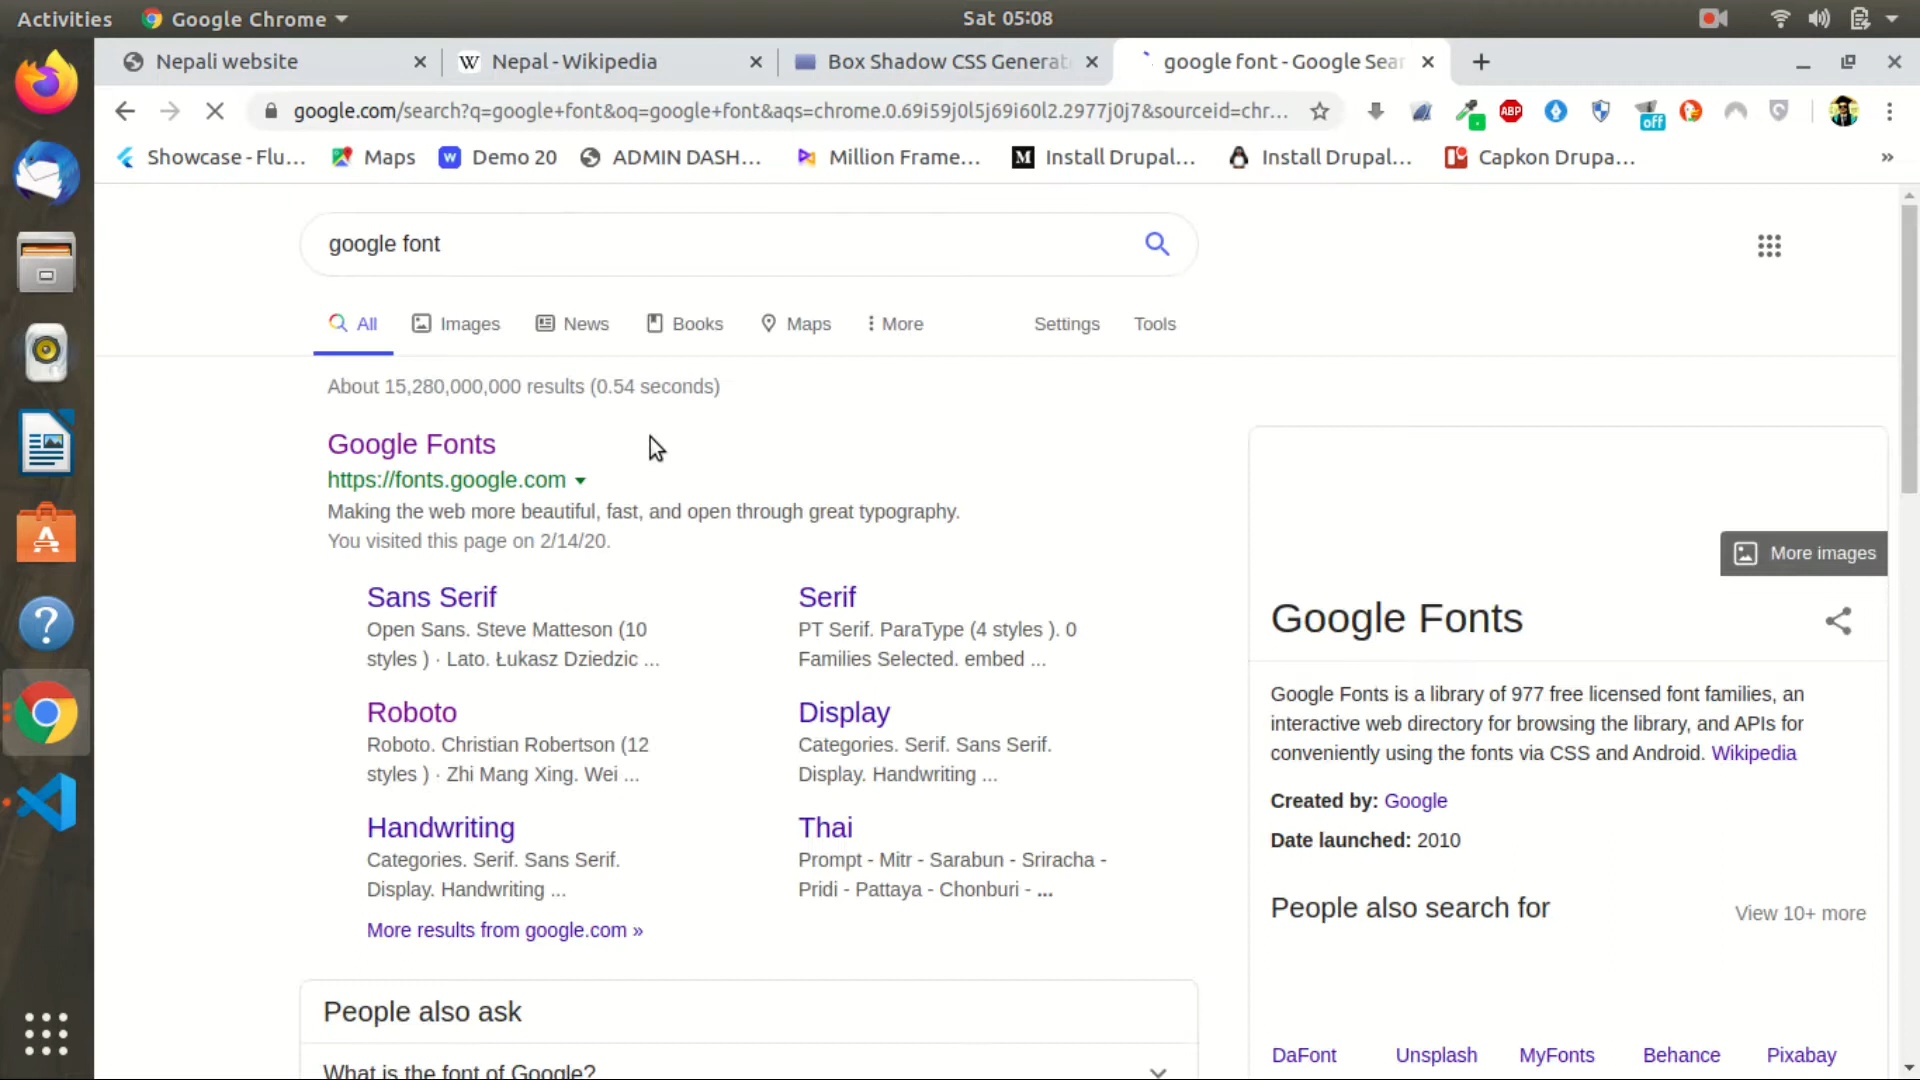 Activities
Google Chrome
Sat 05:08
Nepali website
W Nepal - Wikipedia
Box Shadow CSS Generat
google font - Google Sear
google.com/search?q=google+font&oq=google+font&aqs=chrome.0.69i59j0l5j69i60l2.2977j0j7&sourceid=chr...
ABP
off
Showcase - Flu...
Maps
W Demo 20
ADMIN DASH...
Million Frame...
M Install Drupal...
Install Drupal...
Capkon Drupa...
»
google font
All
Images
News
Books
Maps
More
Settings
Tools
About 15,280,000,000 results (0.54 seconds)
Google Fonts
https://fonts.google.com
Making the web more beautiful, fast, and open through great typography.
You visited this page on 2/14/20.
Sans Serif
Open Sans. Steve Matteson (10
styles ) · Lato. Łukasz Dziedzic ...
Serif
PT Serif. ParaType (4 styles ). 0
Families Selected. embed ...
Roboto
Roboto. Christian Robertson (12
styles ) · Zhi Mang Xing. Wei ...
Display
Categories. Serif. Sans Serif.
Display. Handwriting ...
Handwriting
Categories. Serif. Sans Serif.
Display. Handwriting ...
Thai
Prompt - Mitr - Sarabun - Sriracha -
Pridi - Pattaya - Chonburi - ...
More results from google.com »
People also ask
What is the font of Google?
More images
Google Fonts
Google Fonts is a library of 977 free licensed font families, an
interactive web directory for browsing the library, and APIs for
conveniently using the fonts via CSS and Android. Wikipedia
Created by: Google
Date launched: 2010
People also search for
View 10+ more
DaFont
Unsplash
MyFonts
Behance
Pixabay